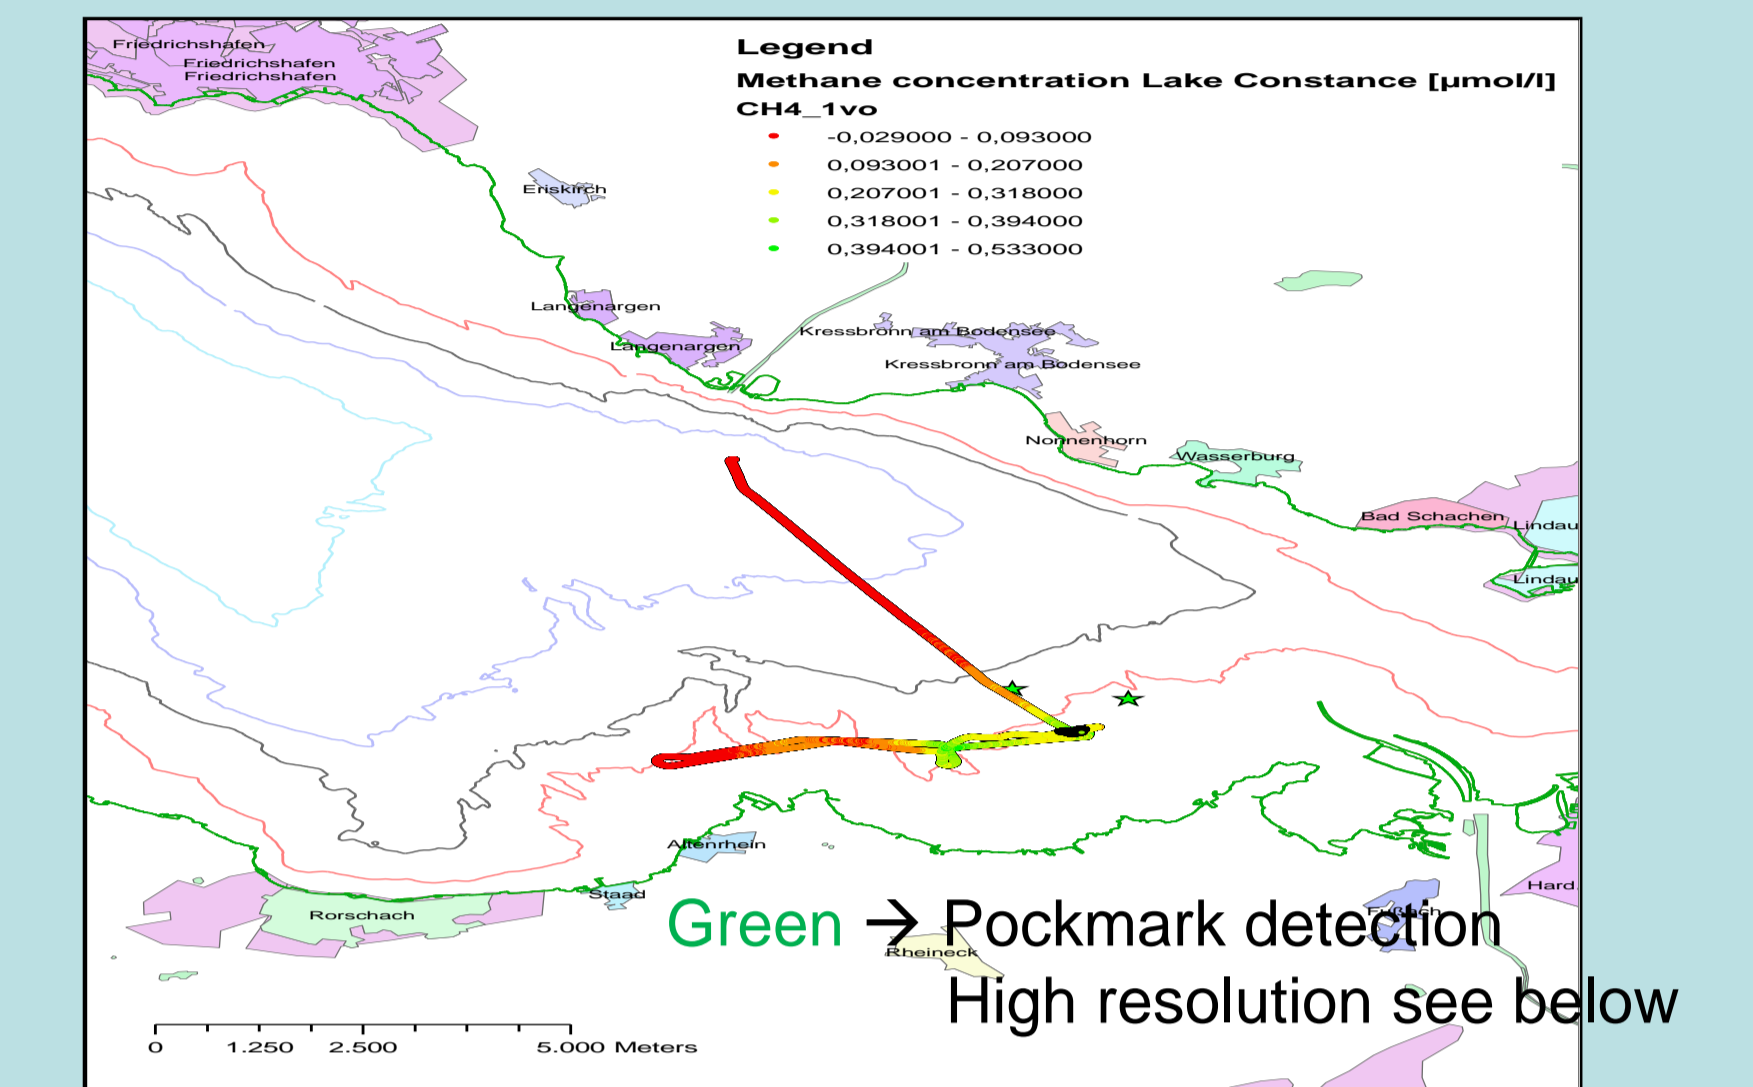 Friedrichshafen
Friedrichshafen
Friedrichshafen
Legend
Methane concentration Lake Constance [µmol/l]
CH4_1vo
-0,029000 - 0,093000
0,093001 - 0,207000
0,207001 - 0,318000
0,318001 - 0,394000
0,394001 - 0,533000
Eriskirch
Langenargen
Langenargen
Kressbronn am Bodensee
Kressbronn am Bodensee
Nonnenhorn
Wasserburg
Bad Schachen
Lindau
Lindau
Altenrhein
Staad
Rorschach
Hard
Fußach
Rheineck
Green → Pockmark detection
High resolution see below
0 1.250 2.500 5.000 Meters